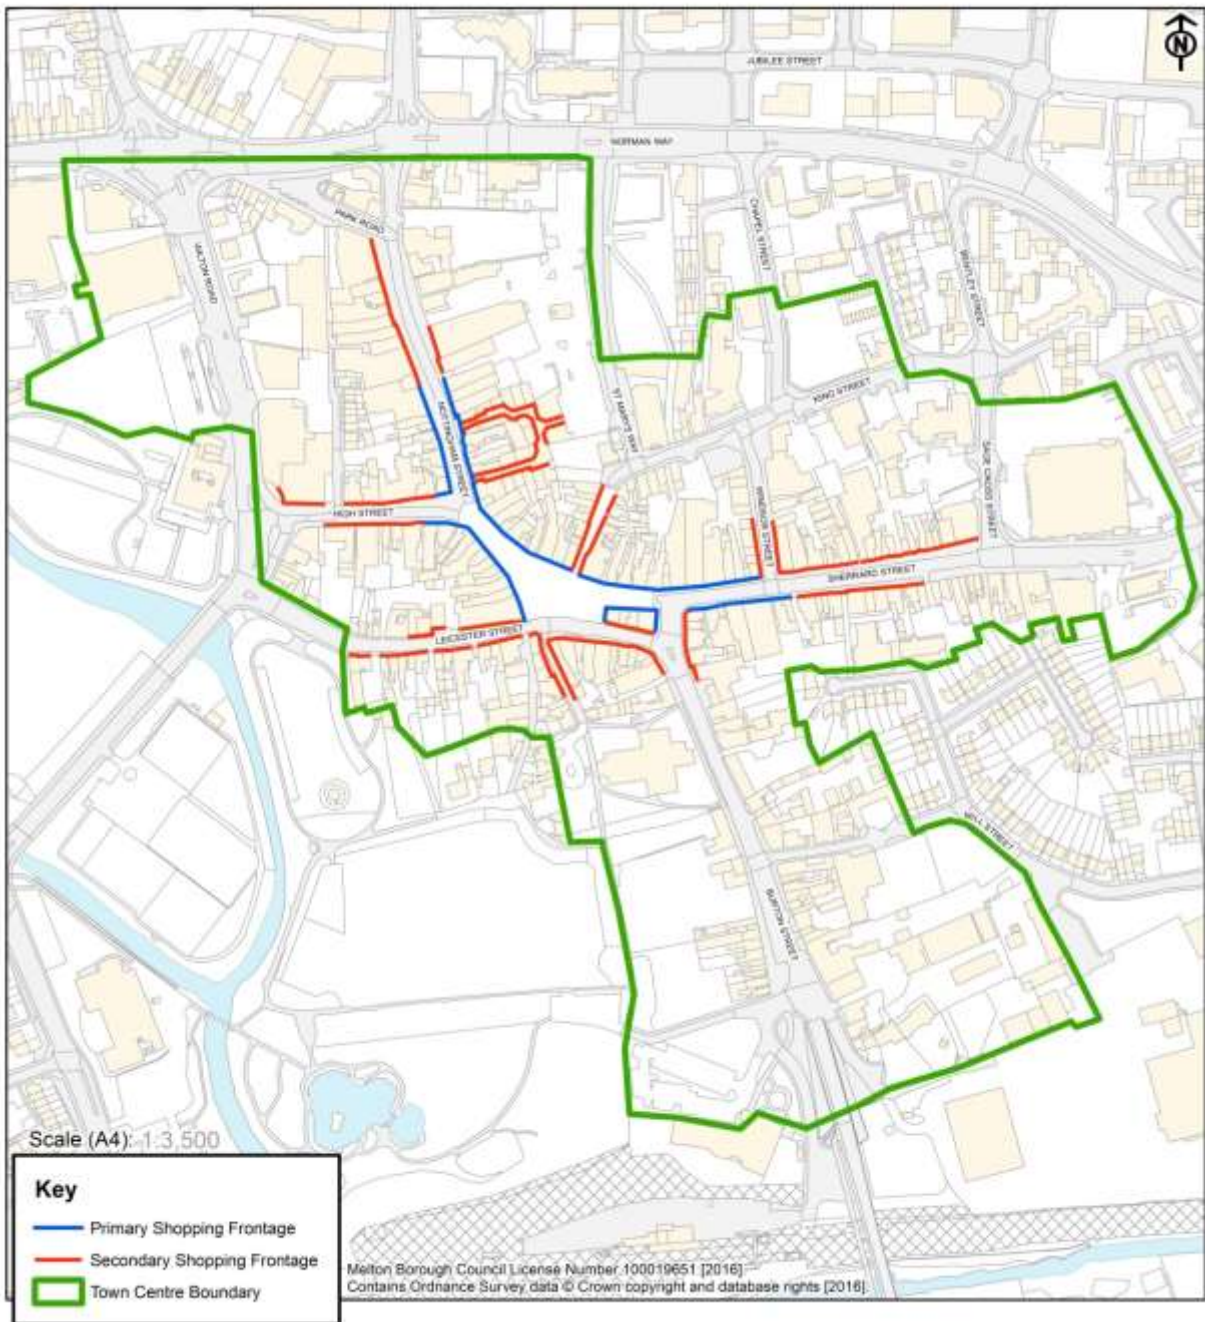 N
JUBILEE STREET
NORMAN WAY
PARK ROAD
CHAPEL STREET
WILTON ROAD
BENTLEY STREET
KING STREET
ST MARYS WAY
NOTTINGHAM STREET
SAGE CROSS STREET
WINDSOR STREET
HIGH STREET
SHERRARD STREET
LEICESTER STREET
MILL STREET
BURTON STREET
Scale (A4): 1:3,500
Key
Primary Shopping Frontage
Secondary Shopping Frontage
Town Centre Boundary
Melton Borough Council License Number 100019651 [2016]
Contains Ordnance Survey data © Crown copyright and database rights [2016].